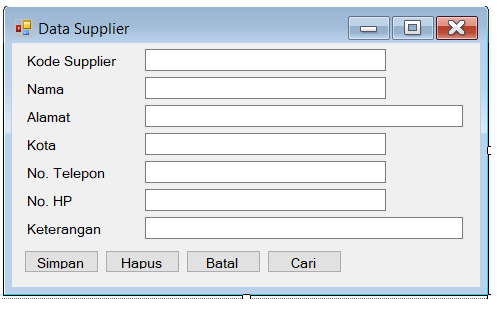 Data Supplier
Kode Supplier
Nama
Alamat
Kota
No. Telepon
No. HP
Keterangan
Simpan Hapus Batal Cari